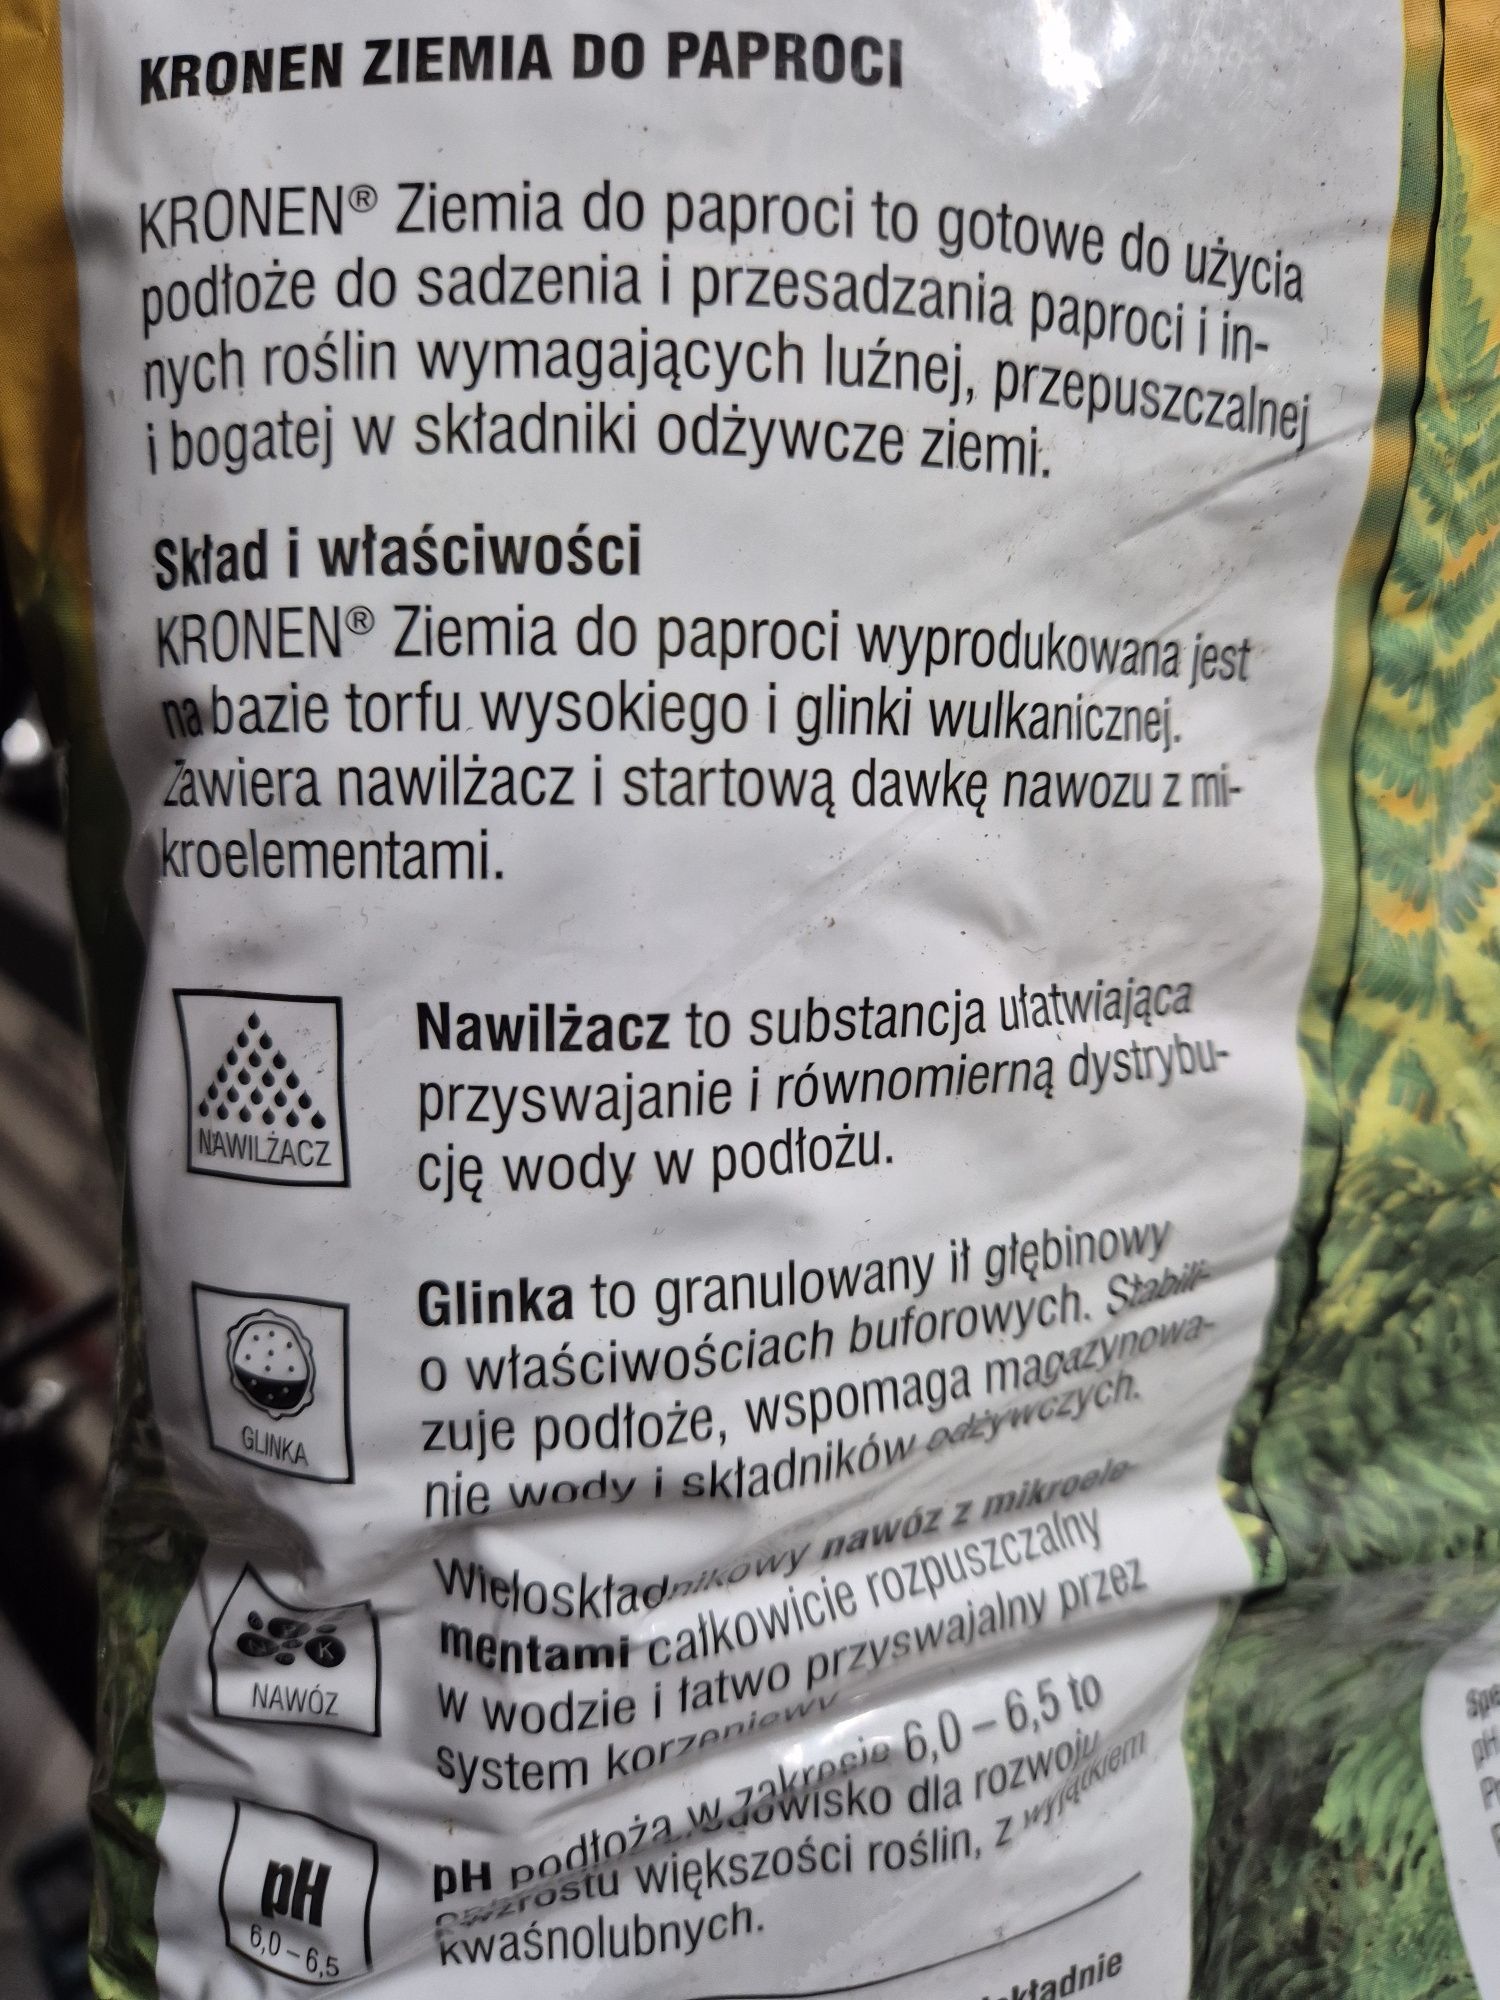 KRONEN ZIEMIA DO PAPROCI
KRONEN® Ziemia do paproci to gotowe do użycia
podłoże do sadzenia i przesadzania paproci i in-
nych roślin wymagających luźnej, przepuszczalnej
i bogatej w składniki odżywcze ziemi.
Skład i właściwości
KRONEN® Ziemia do paproci wyprodukowana jest
na bazie torfu wysokiego i glinki wulkanicznej.
Zawiera nawilżacz i startową dawkę nawozu z mi-
kroelementami.
NAWILŻACZ
Nawilżacz to substancja ułatwiająca
przyswajanie i równomierną dystrybu-
cję wody w podłożu.
GLINKA
Glinka to granulowany ił głębinowy
o właściwościach buforowych. Stabili-
zuje podłoże, wspomaga magazynowa-
nie wody i składników odżywczych.
N P K
NAWÓZ
Wieloskładnikowy nawóz z mikroele-
mentami całkowicie rozpuszczalny
w wodzie i łatwo przyswajalny przez
system korzeniowy
pH
6,0 – 6,5
pH podłoża w zakresie 6,0 – 6,5 to
dla rozwoju
wzrostu większości roślin, z wyjątkiem
kwaśnolubnych.
pH